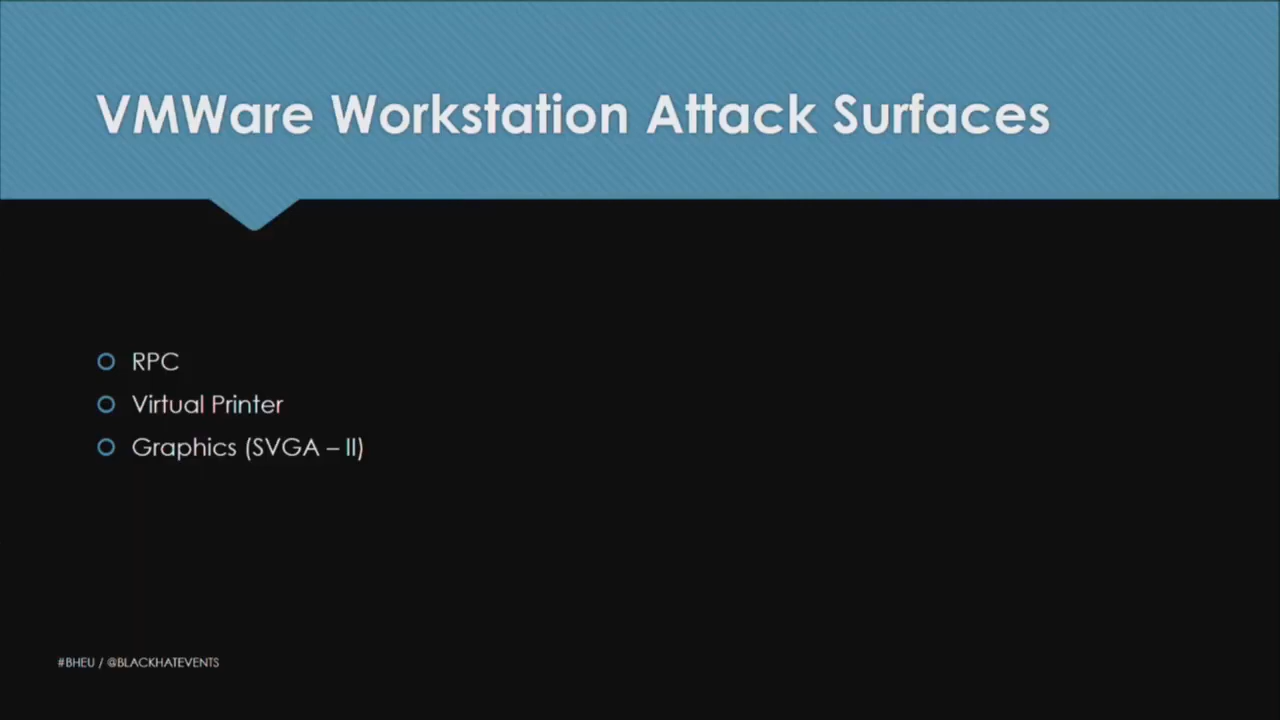 VMWare Workstation Attack Surfaces
RPC
Virtual Printer
Graphics (SVGA – II)
#BHEU / @BLACKHATEVENTS